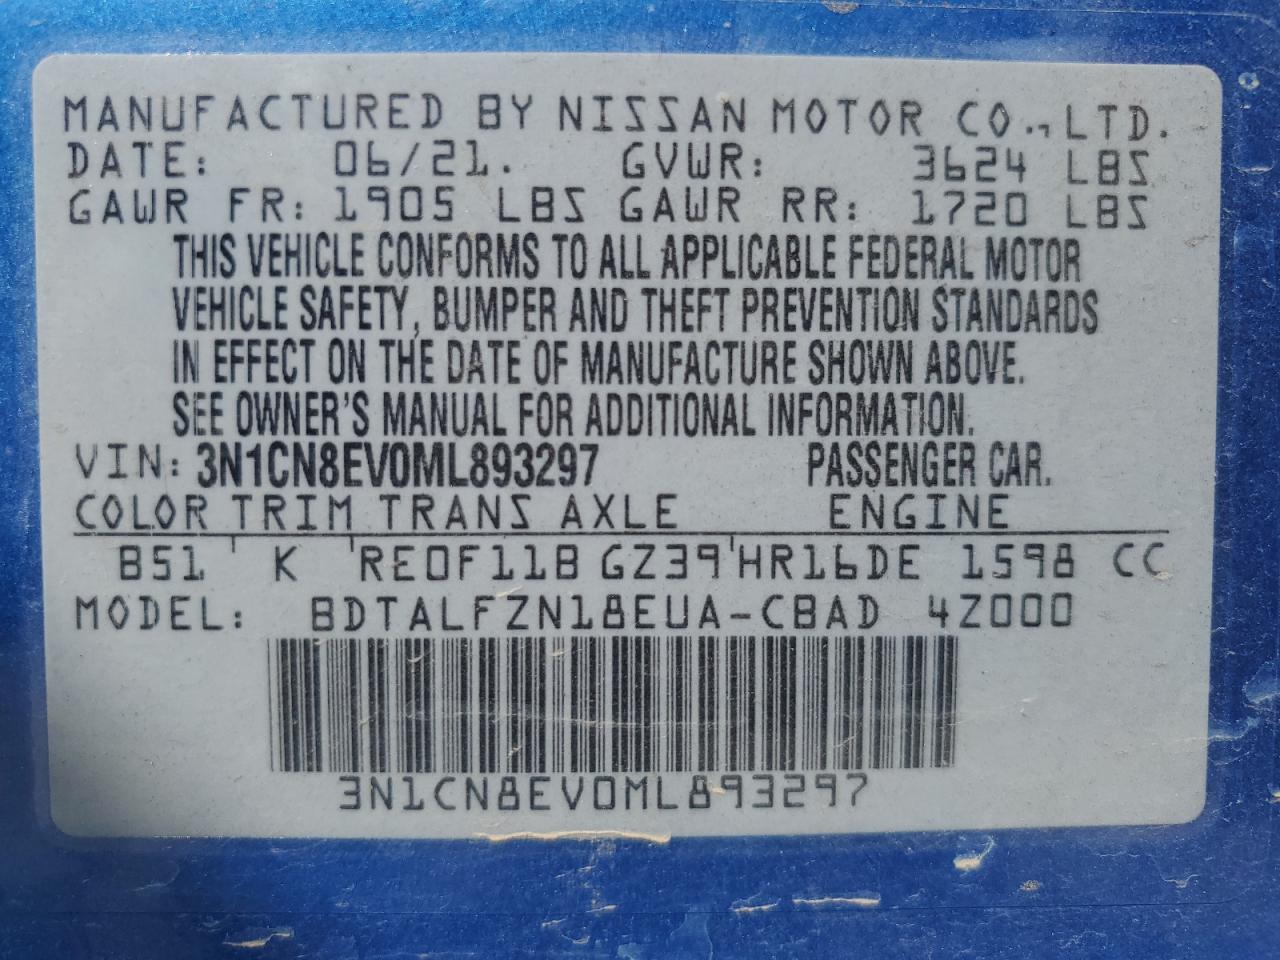 MANUFACTURED BY NISSAN MOTOR CO., LTD.
DATE: 06/21. GVWR: 3624 LBS
GAWR FR: 1905 LBS GAWR RR: 1720 LBS
THIS VEHICLE CONFORMS TO ALL APPLICABLE FEDERAL MOTOR
VEHICLE SAFETY, BUMPER AND THEFT PREVENTION STANDARDS
IN EFFECT ON THE DATE OF MANUFACTURE SHOWN ABOVE.
SEE OWNER'S MANUAL FOR ADDITIONAL INFORMATION.
VIN: 3N1CN8EV0ML893297 PASSENGER CAR.
COLOR TRIM TRANS AXLE ENGINE
B51 K RE0F11B GZ39 HR16DE 1598 CC
MODEL: BDTALFZN18EUA-CBAD 4Z000
3N1CN8EV0ML893297